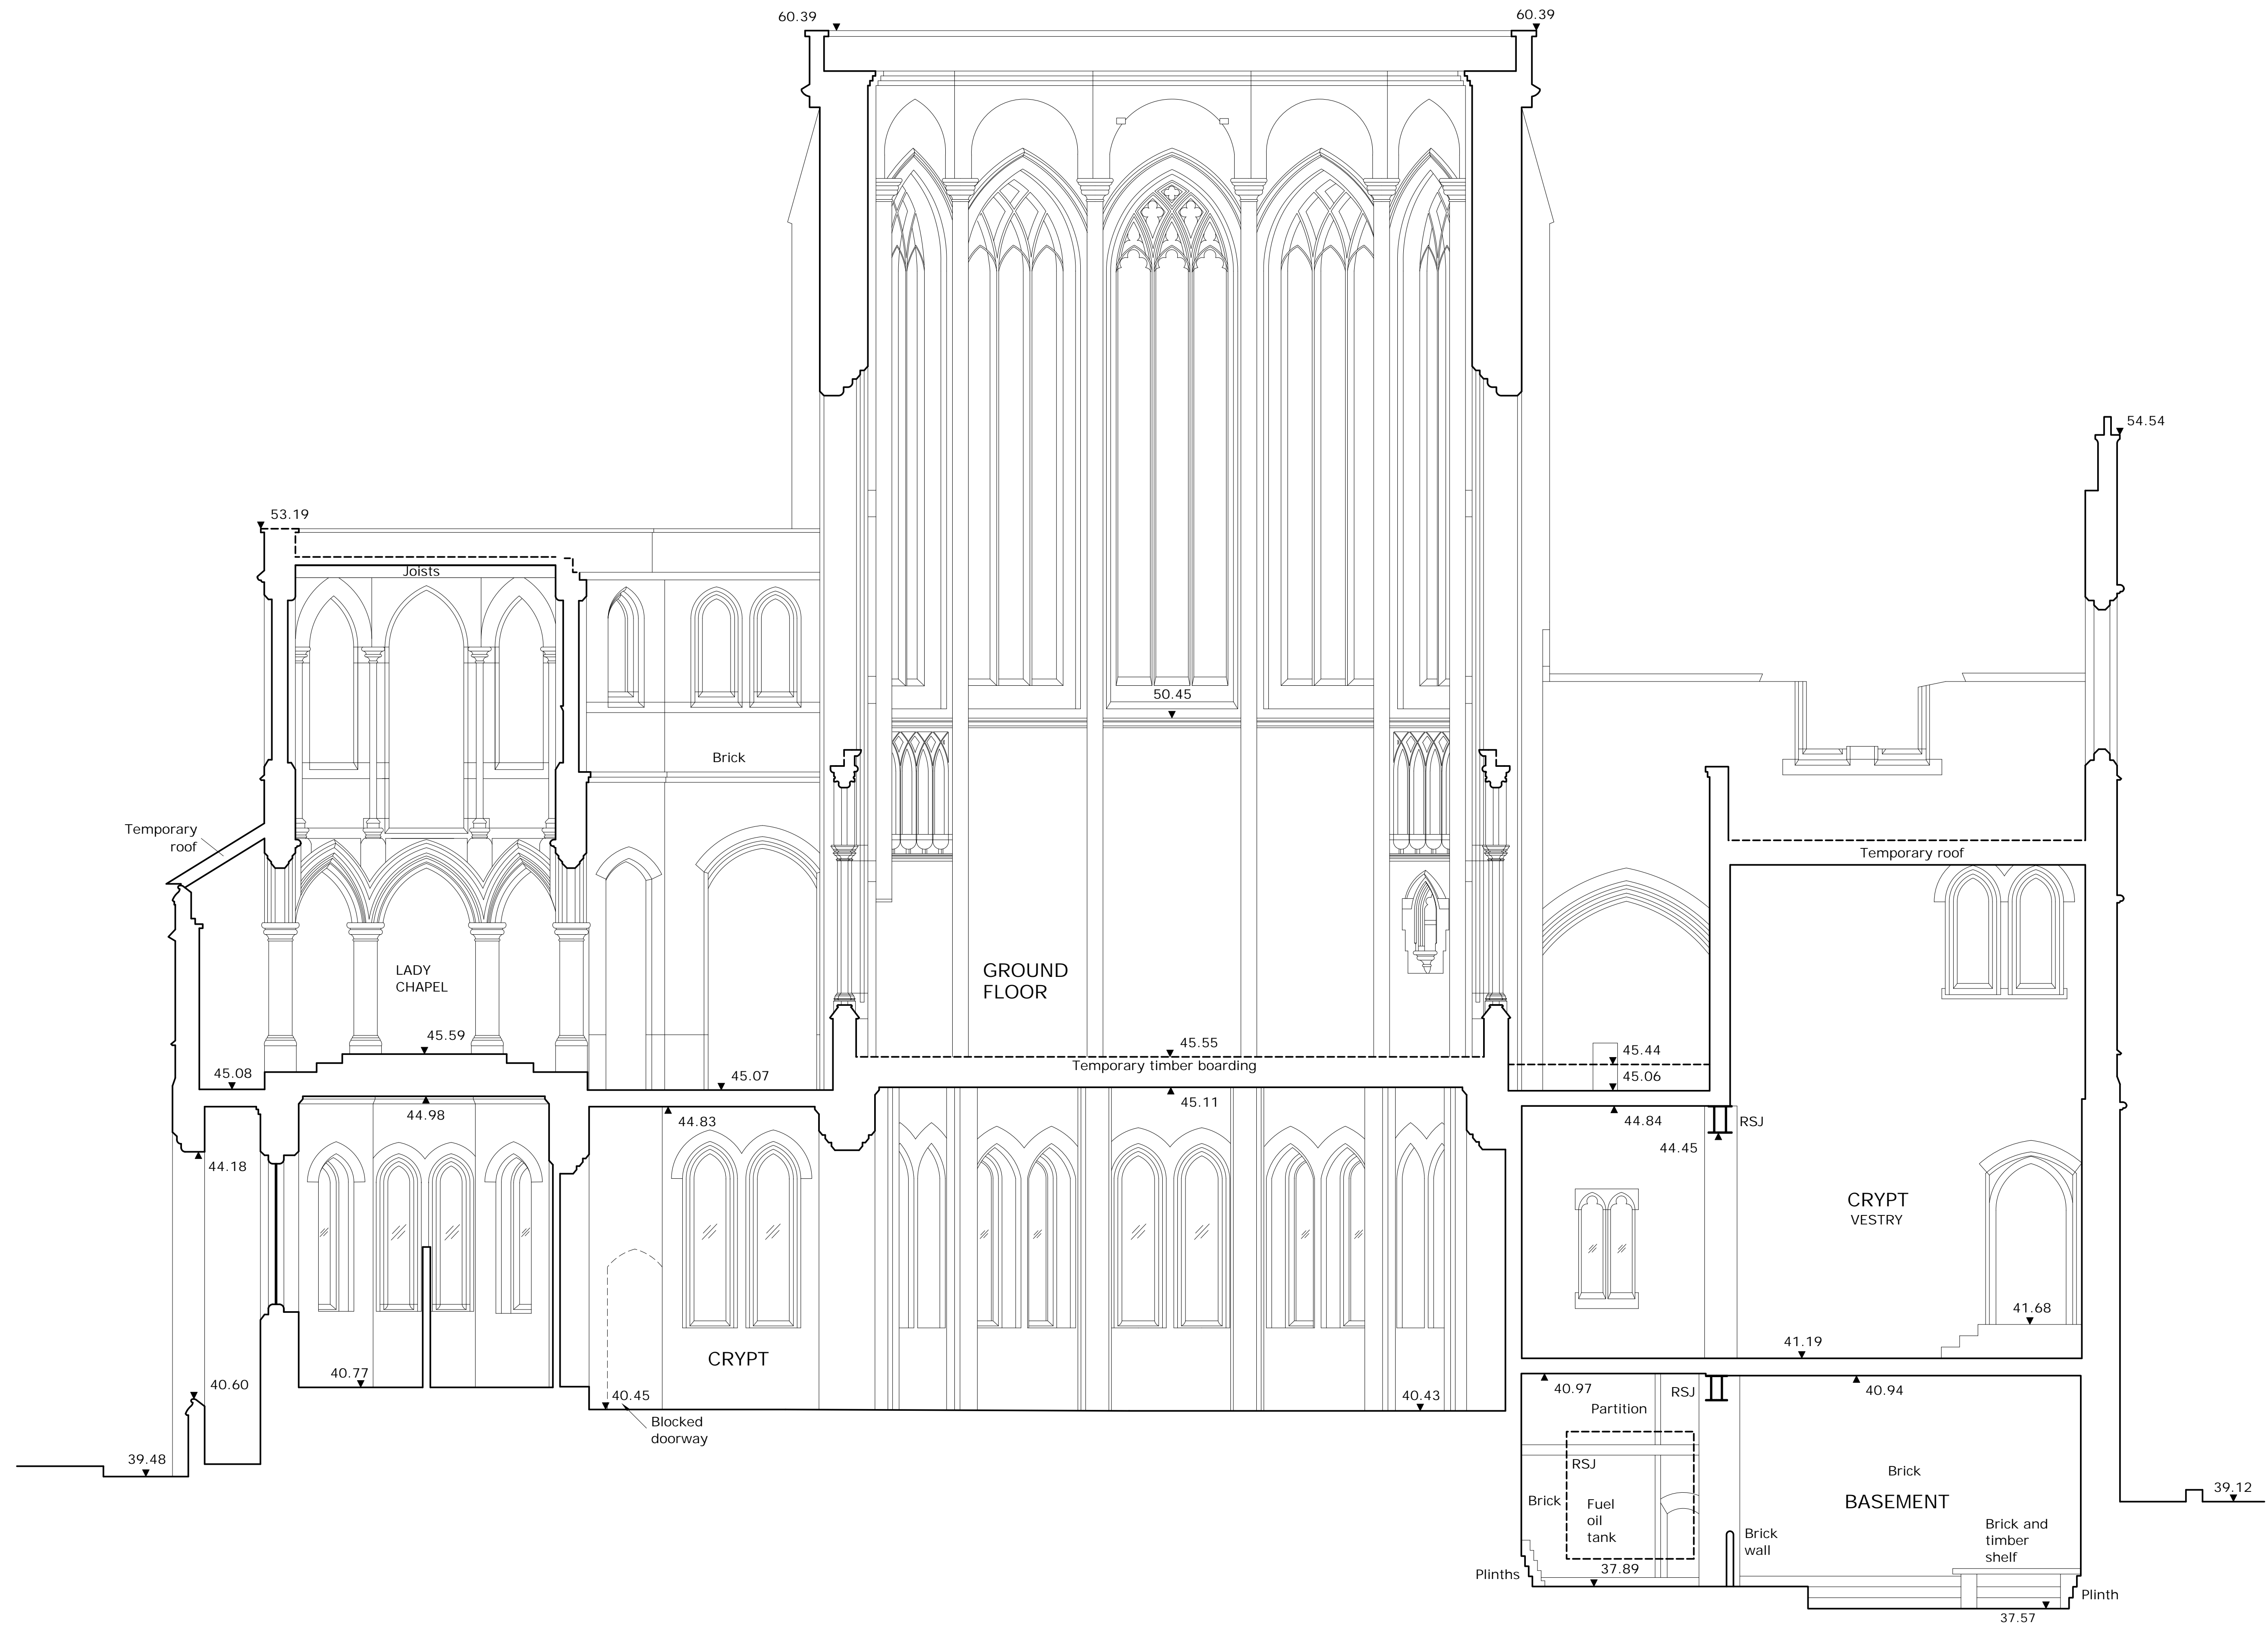 60.39
60.39
54.54
53.19
Joists
50.45
Brick
Temporary
roof
Temporary roof
LADY
CHAPEL
GROUND
FLOOR
45.59
45.55
45.44
Temporary timber boarding
45.08
45.07
45.06
44.98
44.83
45.11
44.84
RSJ
44.45
44.18
CRYPT
VESTRY
41.68
41.19
CRYPT
40.77
40.60
40.45
40.43
40.97
RSJ
40.94
Partition
Blocked
doorway
39.48
RSJ
Brick
39.12
Brick
Fuel
oil
tank
BASEMENT
Brick
wall
Brick and
timber
shelf
37.89
Plinths
Plinth
37.57